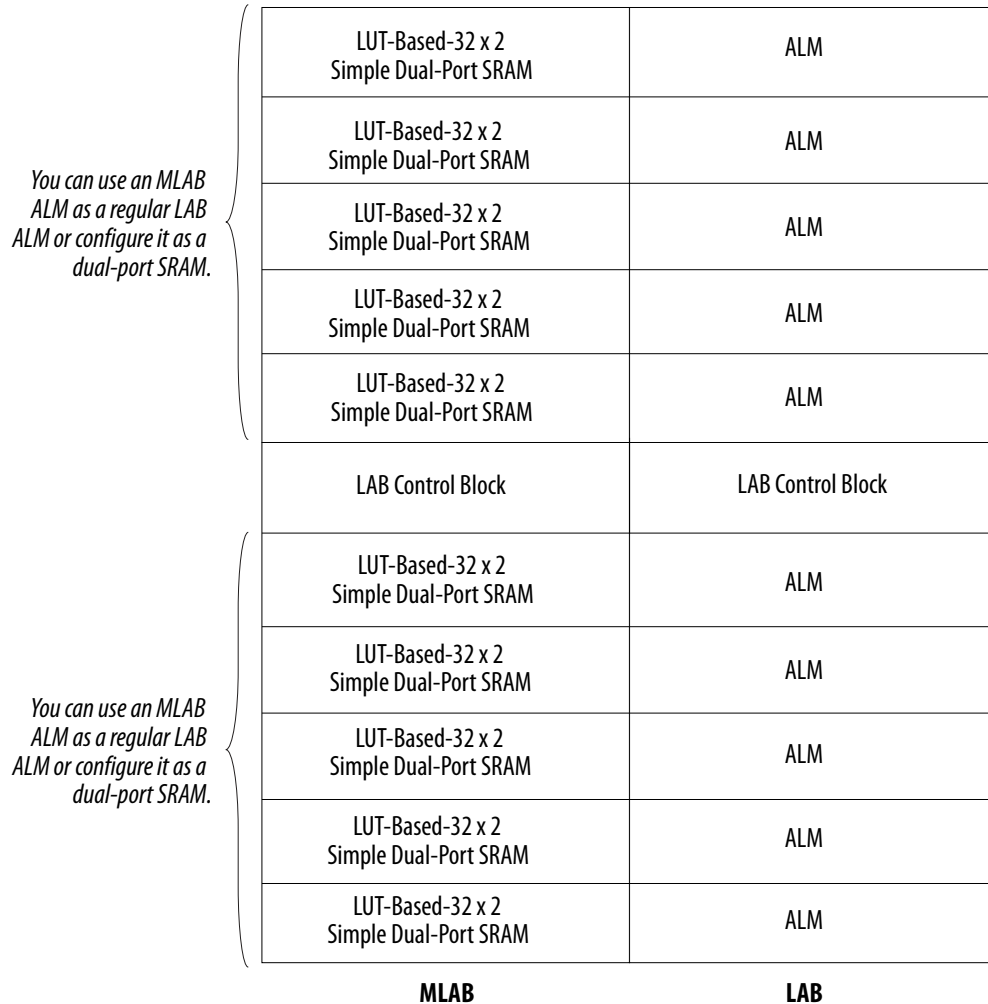 LUT-Based-32 x 2
Simple Dual-Port SRAM
ALM
LUT-Based-32 x 2
Simple Dual-Port SRAM
ALM
You can use an MLAB
ALM as a regular LAB
ALM or configure it as a
dual-port SRAM.
LUT-Based-32 x 2
Simple Dual-Port SRAM
ALM
LUT-Based-32 x 2
Simple Dual-Port SRAM
ALM
LUT-Based-32 x 2
Simple Dual-Port SRAM
ALM
LAB Control Block
LAB Control Block
LUT-Based-32 x 2
Simple Dual-Port SRAM
ALM
LUT-Based-32 x 2
Simple Dual-Port SRAM
ALM
You can use an MLAB
ALM as a regular LAB
ALM or configure it as a
dual-port SRAM.
LUT-Based-32 x 2
Simple Dual-Port SRAM
ALM
LUT-Based-32 x 2
Simple Dual-Port SRAM
ALM
LUT-Based-32 x 2
Simple Dual-Port SRAM
ALM
MLAB
LAB